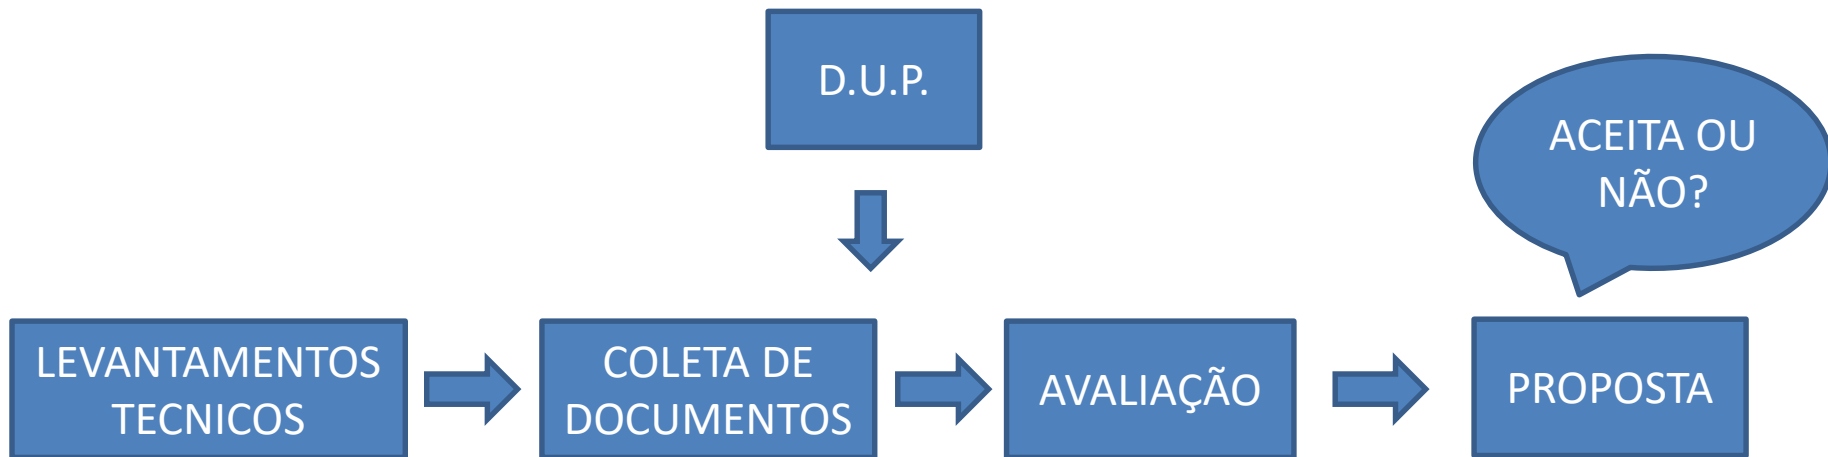 D.U.P.
ACEITA OU
NÃO?
LEVANTAMENTOS
TECNICOS
COLETA DE
DOCUMENTOS
AVALIAÇÃO
PROPOSTA